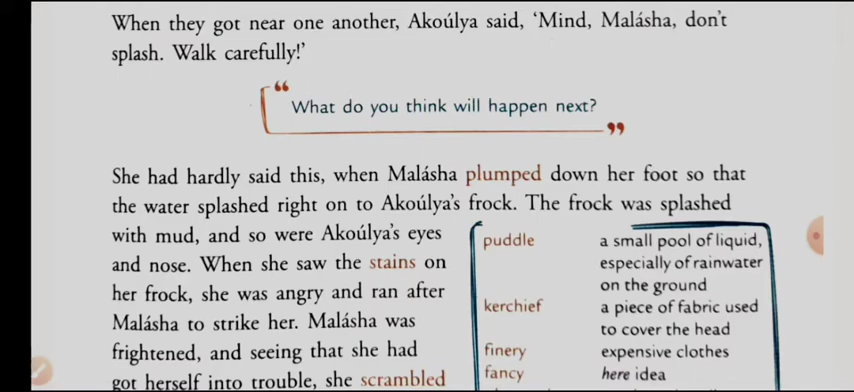 When they got near one another, Akoúlya said, ‘Mind, Malásha, don’t
splash. Walk carefully!’
“
What do you think will happen next?
”
She had hardly said this, when Malásha plumped down her foot so that
the water splashed right on to Akoúlya’s frock. The frock was splashed
with mud, and so were Akoúlya’s eyes
and nose. When she saw the stains on
her frock, she was angry and ran after
Malásha to strike her. Malásha was
frightened, and seeing that she had
got herself into trouble, she scrambled
puddle a small pool of liquid,
especially of rainwater
on the ground
kerchief a piece of fabric used
to cover the head
finery expensive clothes
fancy here idea